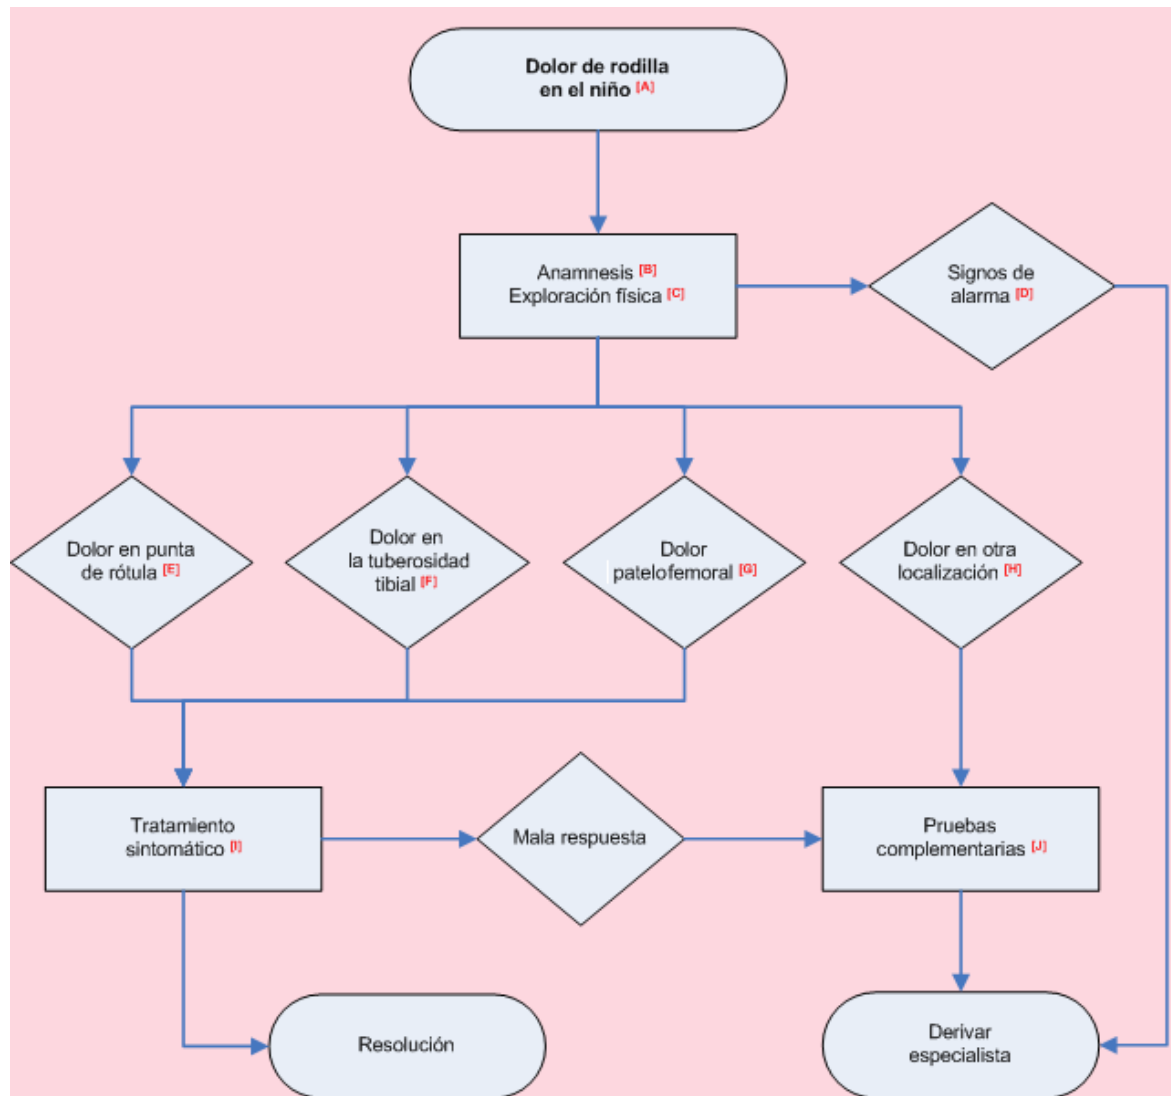 Dolor de rodilla
en el niño [A]
Anamnesis [B]
Exploración física [C]
Signos de
alarma [D]
Dolor en punta
de rótula [E]
Dolor en
la tuberosidad
tibial [F]
Dolor
patelofemoral [G]
Dolor en otra
localización [H]
Tratamiento
sintomático [I]
Mala respuesta
Pruebas
complementarias [J]
Resolución
Derivar
especialista